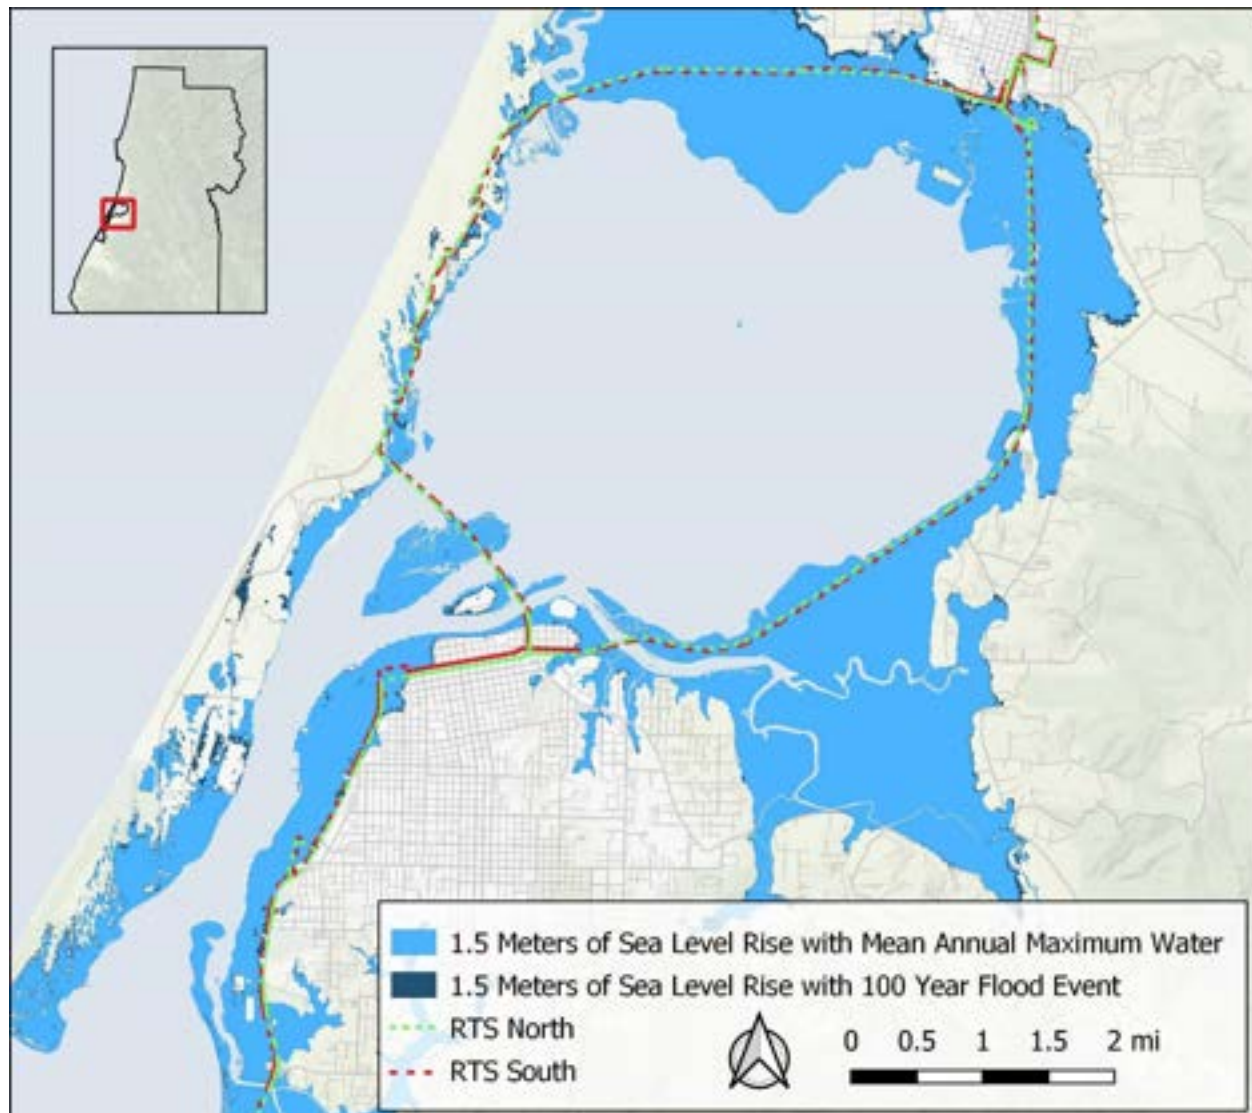 1.5 Meters of Sea Level Rise with Mean Annual Maximum Water
1.5 Meters of Sea Level Rise with 100 Year Flood Event
RTS North
RTS South
0 0.5 1 1.5 2 mi